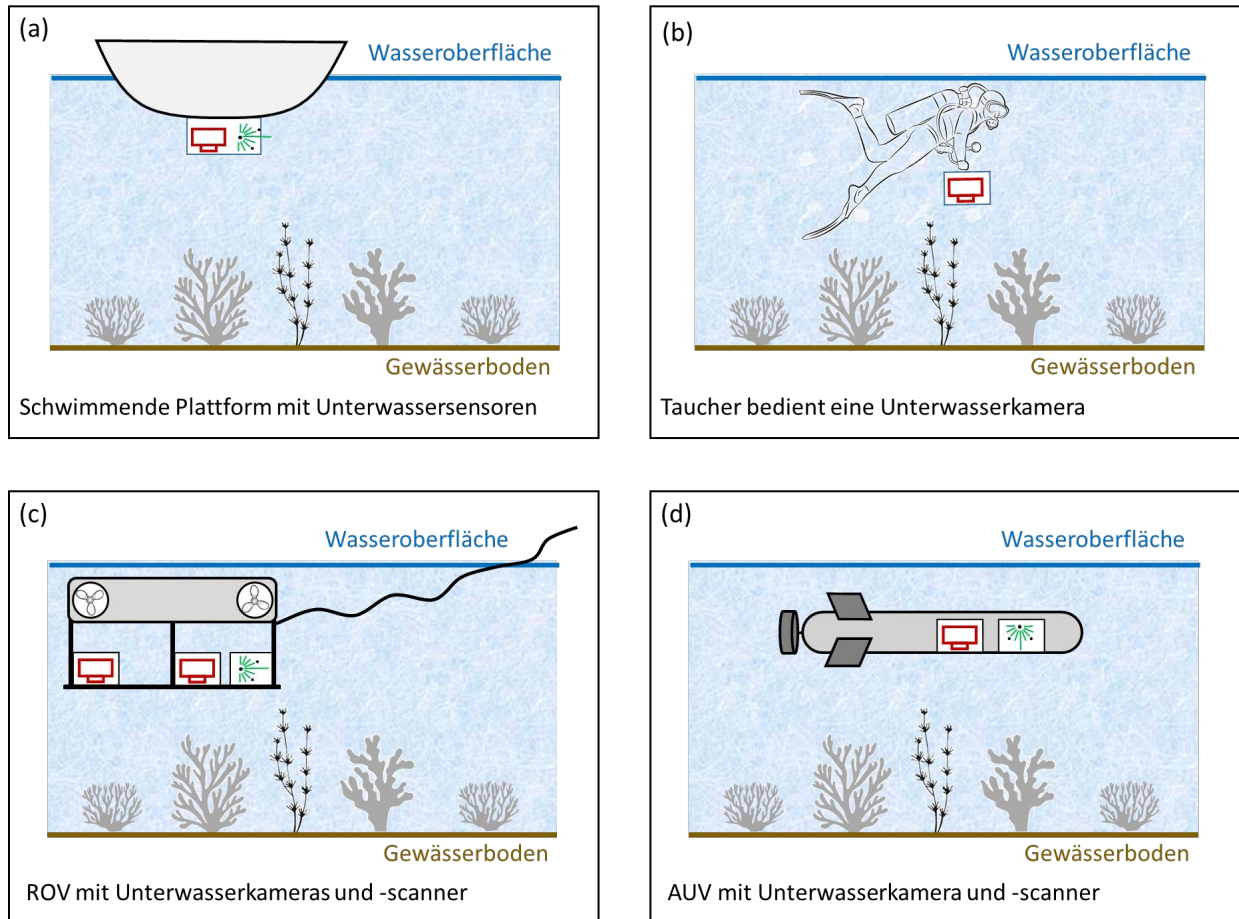 (a)
Wasseroberfläche
Gewässerboden
Schwimmende Plattform mit Unterwassersensoren
(b)
Wasseroberfläche
Gewässerboden
Taucher bedient eine Unterwasserkamera
(c)
Wasseroberfläche
Gewässerboden
ROV mit Unterwasserkameras und -scanner
(d)
Wasseroberfläche
Gewässerboden
AUV mit Unterwasserkamera und -scanner